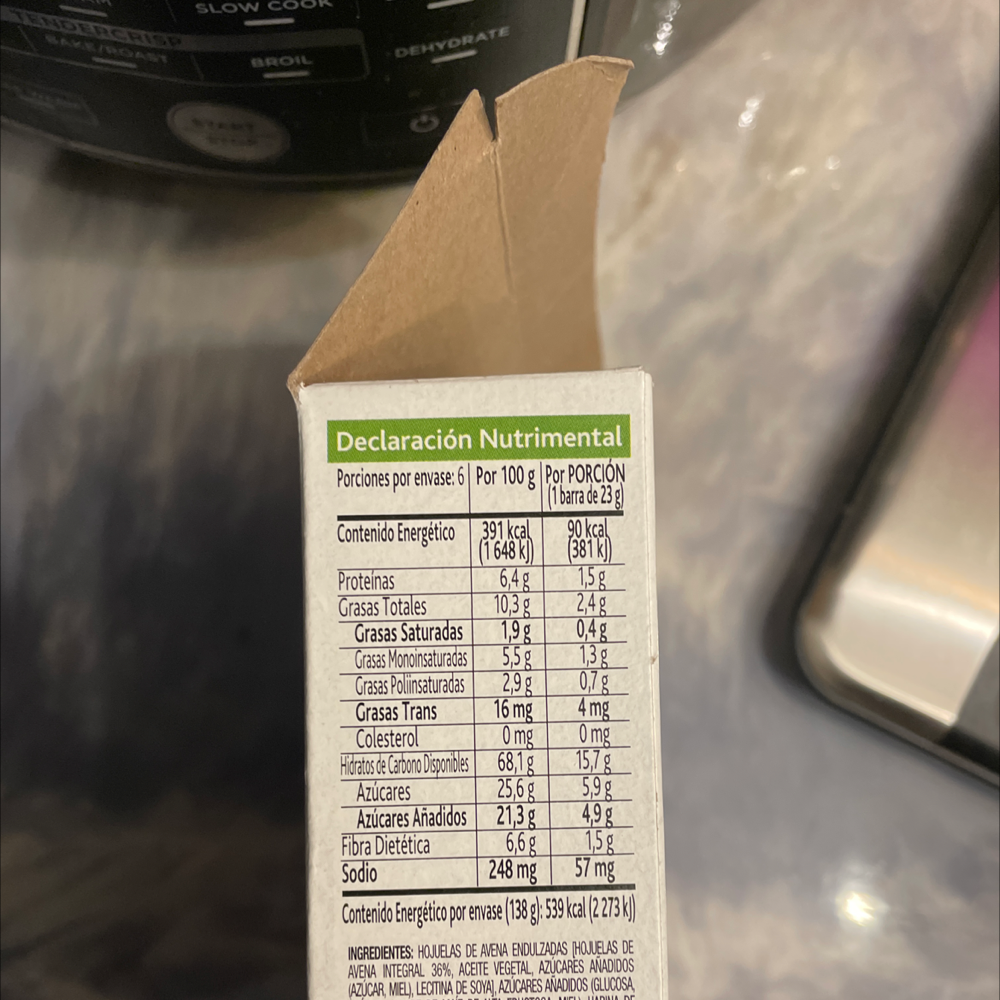 SLOW COOK
TENDERCRISP
BAKE/ROAST
BROIL
DEHYDRATE
START
STOP
Declaración Nutrimental
Porciones por envase: 6 Por 100 g Por PORCIÓN
(1 barra de 23 g)
Contenido Energético 391 kcal 90 kcal
(1 648 kJ) (381 kJ)
Proteínas 6,4 g 1,5 g
Grasas Totales 10,3 g 2,4 g
Grasas Saturadas 1,9 g 0,4 g
Grasas Monoinsaturadas 5,5 g 1,3 g
Grasas Poliinsaturadas 2,9 g 0,7 g
Grasas Trans 16 mg 4 mg
Colesterol 0 mg 0 mg
Hidratos de Carbono Disponibles 68,1 g 15,7 g
Azúcares 25,6 g 5,9 g
Azúcares Añadidos 21,3 g 4,9 g
Fibra Dietética 6,6 g 1,5 g
Sodio 248 mg 57 mg
Contenido Energético por envase (138 g): 539 kcal (2 273 kJ)
INGREDIENTES: HOJUELAS DE AVENA ENDULZADAS [HOJUELAS DE
AVENA INTEGRAL 36%, ACEITE VEGETAL, AZÚCARES AÑADIDOS
(AZÚCAR, MIEL), LECITINA DE SOYA], AZÚCARES AÑADIDOS (GLUCOSA,